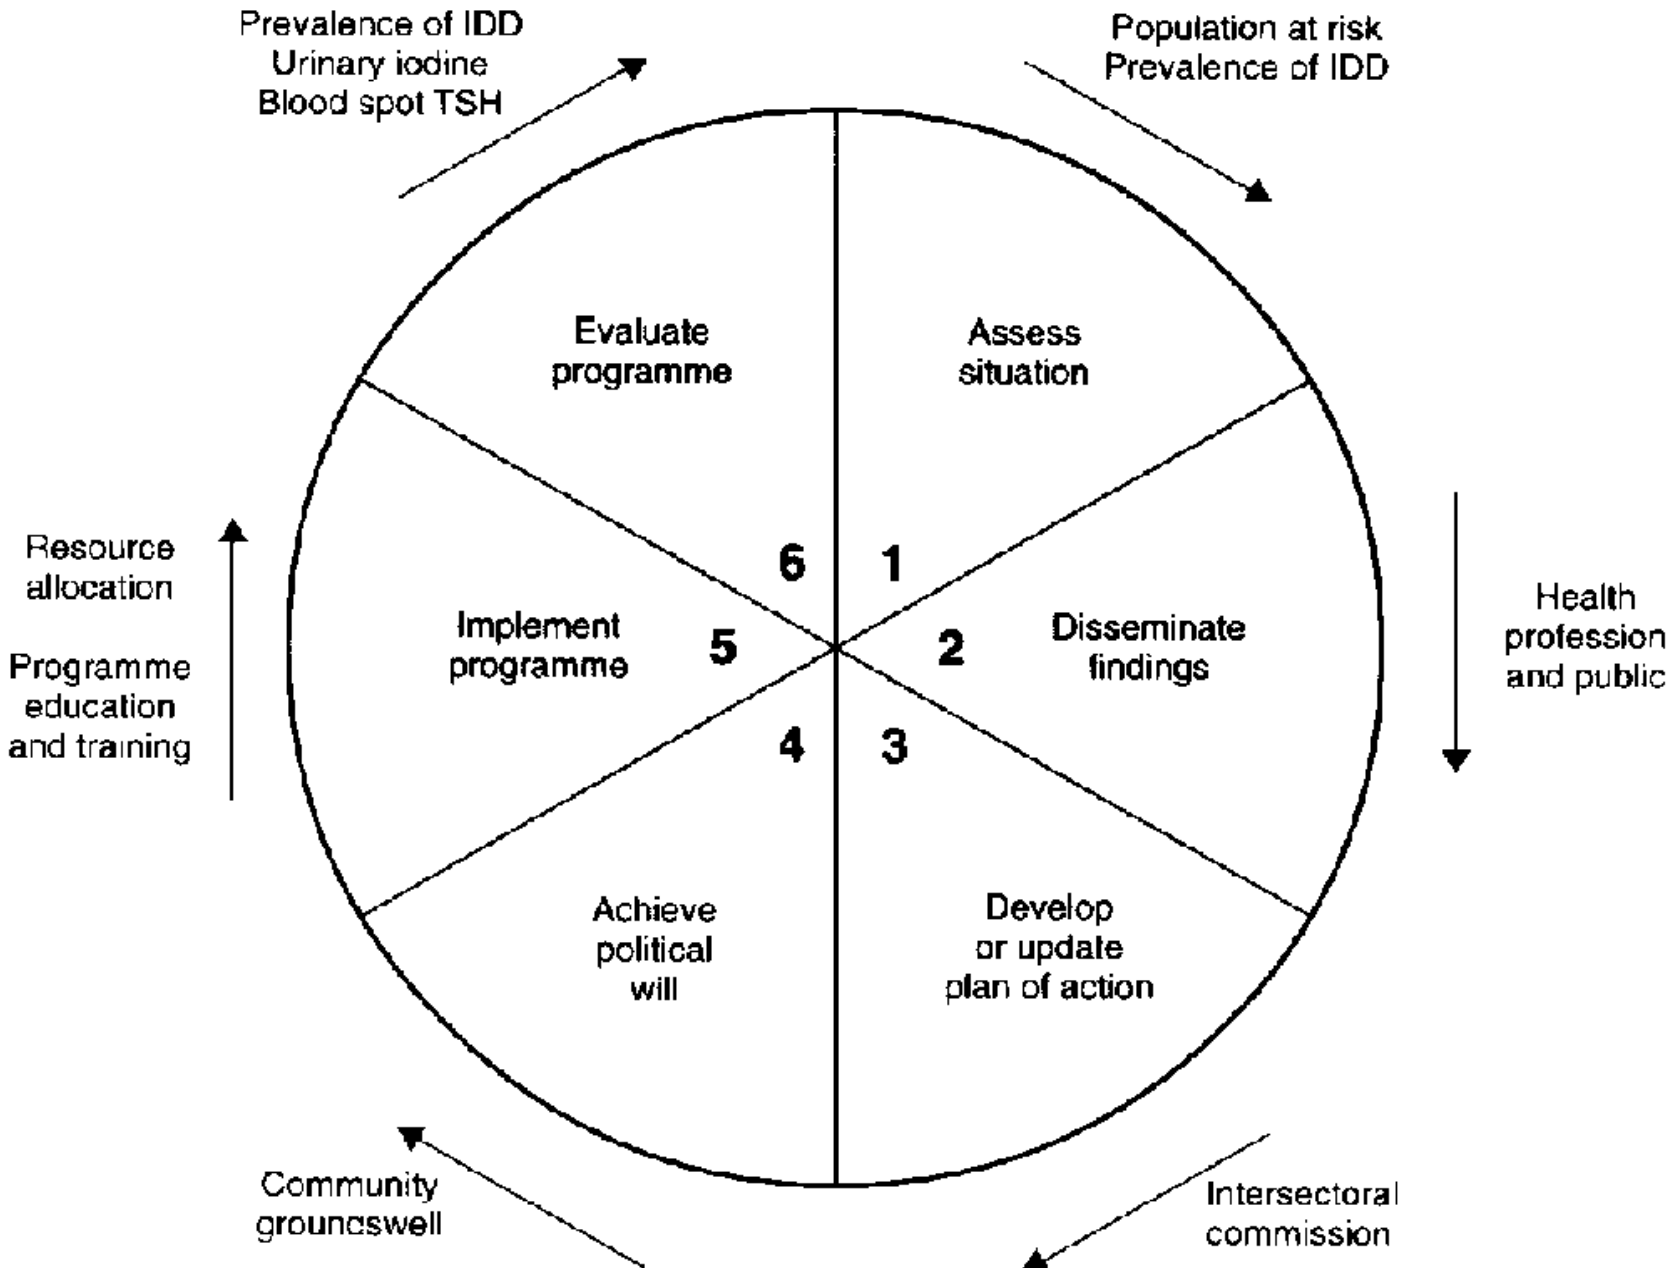 Prevalence of IDD
Urinary iodine
Blood spot TSH
Population at risk
Prevalence of IDD
Evaluate
programme
Assess
situation
6
1
Resource
allocation
Programme
education
and training
Implement
programme
5
2
Disseminate
findings
Health
profession
and public
4
3
Achieve
political
will
Develop
or update
plan of action
Community
groundswell
Intersectoral
commission